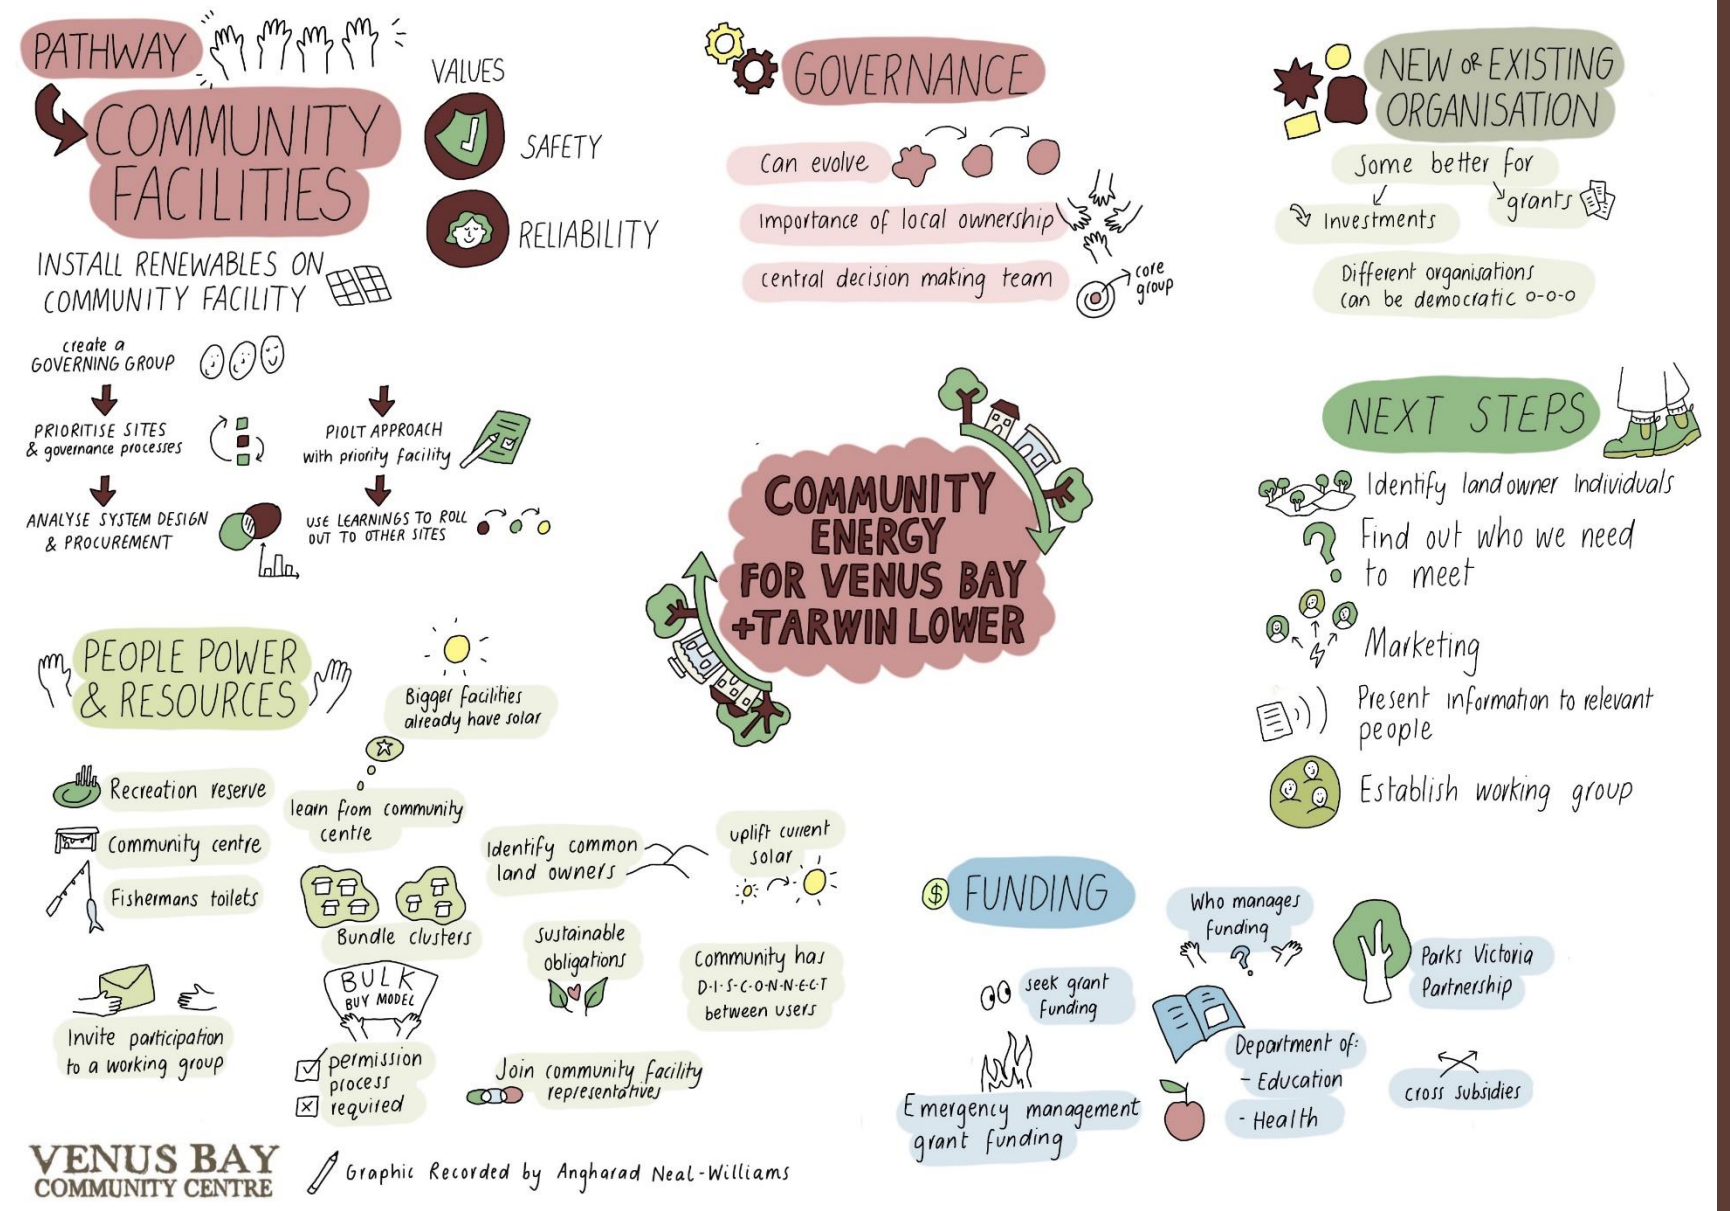 PATHWAY
COMMUNITY
FACILITIES
VALUES
SAFETY
RELIABILITY
INSTALL RENEWABLES ON
COMMUNITY FACILITY
create a
GOVERNING GROUP
PRIORITISE SITES
& governance processes
ANALYSE SYSTEM DESIGN
& PROCUREMENT
PIOLT APPROACH
with priority facility
USE LEARNINGS TO ROLL
OUT TO OTHER SITES
GOVERNANCE
Can evolve
importance of local ownership
central decision making team
core
group
NEW OR EXISTING
ORGANISATION
Some better for
Investments
grants
Different organisations
can be democratic o-o-o
COMMUNITY
ENERGY
FOR VENUS BAY
+TARWIN LOWER
NEXT STEPS
Identify landowner Individuals
Find out who we need
to meet
Marketing
Present information to relevant
people
Establish working group
PEOPLE POWER
& RESOURCES
Bigger facilities
already have solar
learn from community
centre
Recreation reserve
Community centre
Fishermans toilets
Invite participation
to a working group
Bundle clusters
BULK
BUY MODEL
permission
process
required
Identify common
land owners
uplift current
solar
Sustainable
obligations
Community has
D-I-S-C-O-N-N-E-C-T
between users
Join community facility
representatives
$ FUNDING
Who manages
funding
?
seek grant
funding
Emergency management
grant funding
Department of:
- Education
- Health
Parks Victoria
Partnership
cross subsidies
VENUS BAY
COMMUNITY CENTRE
Graphic Recorded by Angharad Neal-Williams